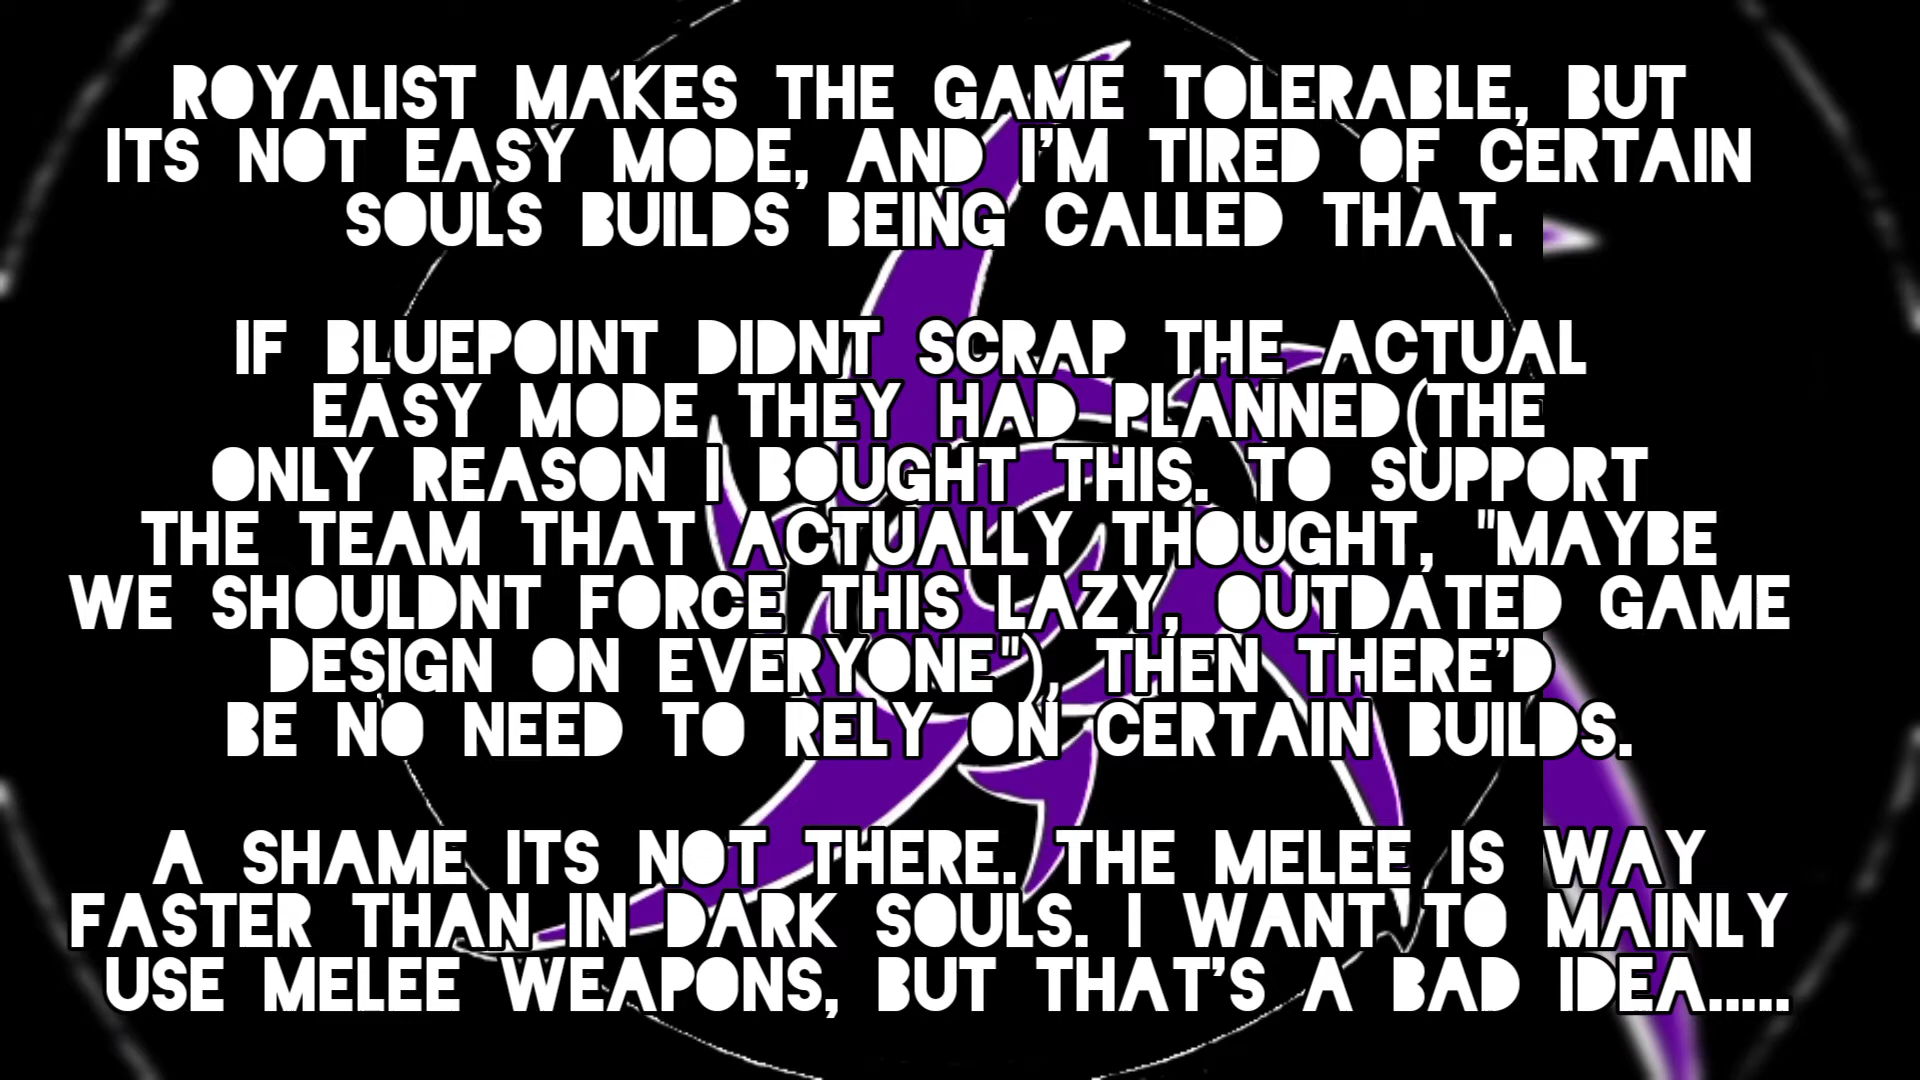 ROYALIST MAKES THE GAME TOLERABLE, BUT
ITS NOT EASY MODE, AND I'M TIRED OF CERTAIN
SOULS BUILDS BEING CALLED THAT.
IF BLUEPOINT DIDNT SCRAP THE ACTUAL
EASY MODE THEY HAD PLANNED(THE
ONLY REASON I BOUGHT THIS. TO SUPPORT
THE TEAM THAT ACTUALLY THOUGHT, "MAYBE
WE SHOULDNT FORCE THIS LAZY, OUTDATED GAME
DESIGN ON EVERYONE"), THEN THERE'D
BE NO NEED TO RELY ON CERTAIN BUILDS.
A SHAME ITS NOT THERE. THE MELEE IS WAY
FASTER THAN IN DARK SOULS. I WANT TO MAINLY
USE MELEE WEAPONS, BUT THAT'S A BAD IDEA.....